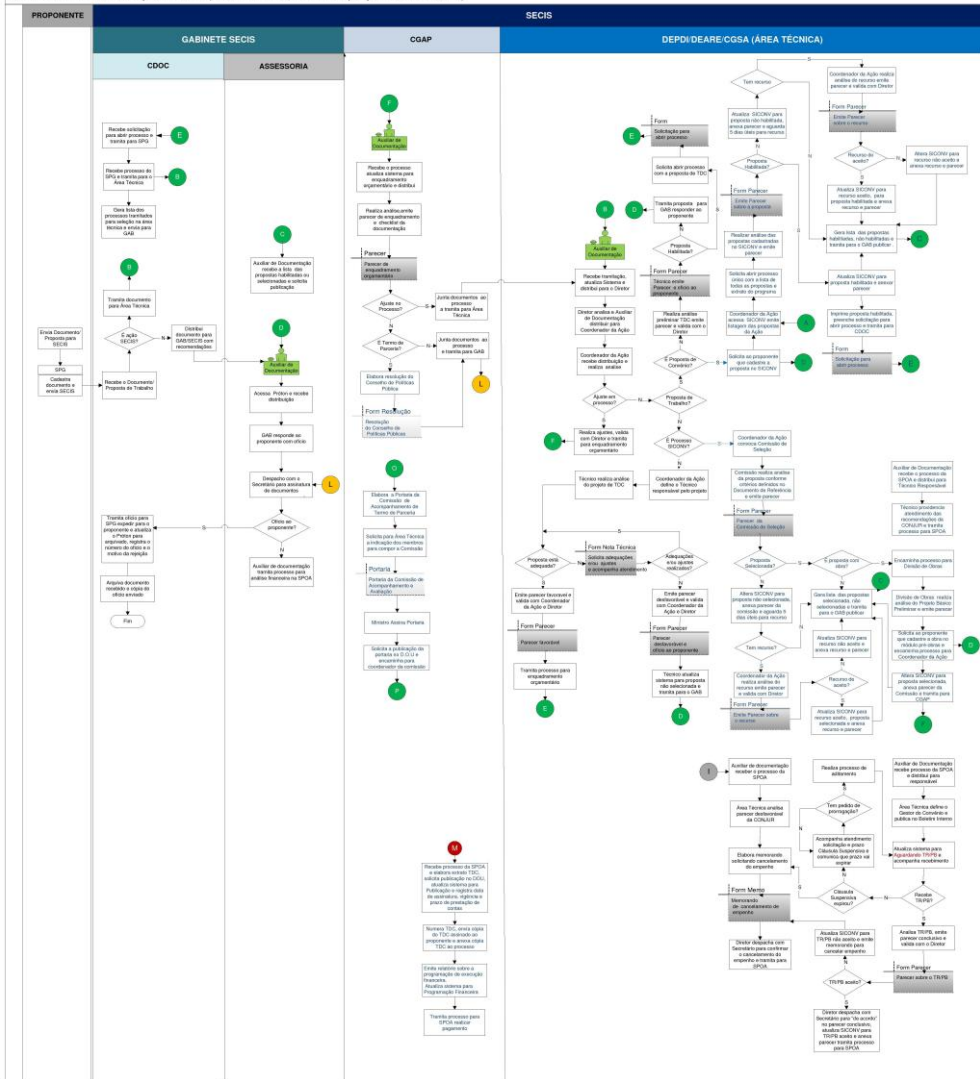 PROPONENTE
SECIS
GABINETE SECIS
CGAP
DEPDI/DEARE/CGSA (ÁREA TÉCNICA)
CDOC
ASSESSORIA
Recebe solicitação
para abrir processo e
tramita para SPG
E
Recebe processo do
SPG e tramita para o
Área Técnica
B
Gera lista dos
processos tramitados
para seleção na área
técnica e envia para
GAB
B
Tramita documento
para Área Técnica
É ação
SECIS?
S
N
Distribui
documento para
GAB/SECIS com
recomendações
Envia Documento/
Proposta para
SECIS
SPG
Cadastra
documento e
envia SECIS
Recebe o Documento/
Proposta de Trabalho
Tramita ofício para
SPG expedir para o
proponente e atualiza
o Próton para
arquivado, registra o
número do ofício e o
motivo da rejeição
Arquiva documento
recebido e cópia do
ofício enviado
Fim
Auxiliar de Documentação
recebe a lista das
propostas habilitadas ou
selecionadas e solicita
publicação
D
Auxiliar de
Documentação
Acessa Próton e recebe
distribuição
GAB responde ao
proponente com ofício
Despacho com o
Secretário para assinatura
de documentos
L
Ofício ao
proponente?
S
N
Auxiliar de documentação
tramita processo para
análise financeira na SPOA
F
Auxiliar de
Documentação
Recebe o processo
atualiza sistema para
enquadramento
orçamentário e distribui
Realiza análise,emite
parecer de enquadramento
e checklist da
documentação
Parecer
Parecer de
enquadramento
orçamentário
Ajuste no
Processo?
S
Junta documentos ao
processo
e tramita para Área
Técnica
N
É Termo de
Parceria?
N
Junta documentos ao
processo
e tramita para GAB
L
S
Elabora resolução do
Conselho de Políticas
Pública
Form Resolução
Resolução
do Conselho de
Políticas Públicas
O
Elabora a Portaria da
Comissão de
Acompanhamento de
Termo de Parceria
Solicita para Área Técnica
a indicação dos membros
para compor a Comissão
Portaria
Portaria da Comissão de
Acompanhamento e
Avaliação
Ministro Assina Portaria
Solicita a publicação da
portaria no D.O.U e
encaminha para
coordenador da comissão
P
M
Recebe processo da SPOA
e elabora extrato TDC,
solicita publicação no DOU,
atualiza sistema para
Publicação e registra data
de assinatura, vigência e
prazo de prestação de
contas
Numera TDC, envia cópia
do TDC assinado ao
proponente e anexa cópia
TDC ao processo
Emite relatório sobre a
programação de execução
financeira.
Atualiza sistema para
Programação Financeira
Tramita processo para
SPOA realizar
pagamento
Form
Solicitação para
abrir processo
E
Solicita abrir processo
com a proposta de TDC
D
Tramita proposta para
GAB responder ao
proponente
B
Auxiliar de
Documentação
Recebe tramitação,
atualiza Sistema e
distribui para o Diretor
Diretor analisa e Auxiliar
de Documentação
distribuir para
Coordenador da Ação
Coordenador da Ação
recebe distribuição e
realiza análise
Ajuste em
processo?
S
N
Realiza ajustes, valida
com Diretor e tramita
para enquadramento
orçamentário
F
Proposta
Habilitada?
Form Parecer
Técnico emite
Parecer e ofício ao
proponente
Realiza análise
preliminar TDC emite
parecer e valida com o
Diretor
É Proposta de
Convênio?
Proposta de
Trabalho?
É Processo
SICONV?
Coordenador da Ação
define o Técnico
responsável pelo projeto
Técnico realiza análise
do projeto de TDC
Proposta está
adequada?
Form Nota Técnica
Solicita adequações
e/ou ajustes
e acompanha atendimento
Adequações
e/ou ajustes
realizados?
Emite parecer favorável e
valida com Coordenador
da Ação e Diretor
Form Parecer
Parecer favorável
Tramita processo para
enquadramento
orçamentário
Emite parecer
desfavorável e valida
com Coordenador da
Ação e Diretor
Form Parecer
Parecer
desfavorável e
ofício ao proponente
Técnico atualiza
sistema para proposta
não selecionada e
tramita para o GAB
D
Tem recurso
Atualiza SICONV para
proposta não habilitada,
anexa parecer e aguarda
5 dias úteis para recurso
Proposta
Habilitada?
Form Parecer
Emite Parecer
sobre a proposta
Realizar análise das
propostas cadastradas
no SICONV e emite
parecer
Solicita abrir processo
único com a lista de
todas as propostas e
extrato do programa
Coordenador da Ação
acessa SICONV emite
listagem das propostas
da Ação
Solicita ao proponente
que cadastre a
proposta no SICONV
Coordenador da Ação realiza
análise do recurso emite
parecer e valida com Diretor
Form Parecer
Emite Parecer
sobre o recurso
Recurso de
aceito?
Altera SICONV para
recurso não aceito e
anexa recurso e parecer
Atualiza SICONV para
recurso aceito, para
proposta habilitada e anexa
recurso e parecer
Gera lista das propostas
habilitadas, não habilitadas e
tramita para o GAB publicar.
Atualiza SICONV para
proposta habilitada e anexar
parecer
Imprime proposta habilitada,
preenche solicitação para
abrir processo e tramita para
CDOC
Form
Solicitação para
abrir processo
Coordenador da Ação
convoca Comissão de
Seleção
Comissão realiza análise
da proposta conforme
critérios definidos no
Documento de Referência
e emite parecer
Form Parecer
Parecer da
Comissão de Seleção
Proposta
Selecionada?
Altera SICONV para
proposta não selecionada,
anexa parecer da
comissão e aguarda 5
dias úteis para recurso
Tem recurso?
Coordenador da Ação
realiza análise do recurso
emite parecer e valida
com Diretor
Form Parecer
Emite Parecer sobre
o recurso
É proposta com
obra?
Gera lista das propostas
selecionada, não
selecionadas e tramita para
o GAB publicar
Atualiza SICONV para
recurso não aceito e
anexa recurso e parecer
Recurso de
aceito?
Atualiza SICONV para
recurso aceito, proposta
selecionada e anexa
recurso e parecer
Auxiliar de Documentação
recebe o processo da
SPOA e distribui para
Técnico Responsável
Técnico providencia
atendimento das
recomendações da
CONJUR e tramita
processo para SPOA
Encaminha processo para
Divisão de Obras
Divisão de Obras realiza
análise do Projeto Básico
Preliminar e emite parecer
Solicita ao proponente
que cadastre a obra no
módulo pré-obras e
encaminha processo para
Coordenador da Ação
Altera SICONV para
proposta selecionada,
anexa parecer da
Comissão e tramita para
CGAP
I
Auxiliar de documentação
receber o processo da
SPOA
Área Técnica analisa
parecer desfavorável
da CONJUR
Elabora memorando
solicitando cancelamento
do empenho
Form Memo
Memorando
de cancelamento de
empenho
Diretor despacha com
Secretário para confirmar
o cancelamento do
empenho e tramita para
SPOA
Realiza processo de
aditamento
Tem pedido de
prorrogação?
Acompanha atendimento
solicitação e prazo
Cláusula Suspensiva e
comunica que prazo vai
expirar
Cláusula
Suspensiva
expirou?
Atualiza SICONV para
TR/PB não aceito e emite
memorando para
cancelar empenho
TR/PB aceito?
Diretor despacha com
Secretário para "de acordo"
no parecer conclusivo,
atualiza SICONV para
TR/PB aceito e anexa
parecer tramita processo
para SPOA
Auxiliar de Documentação
recebe processo da SPOA
e distribui para
responsável
Área Técnica define o
Gestor do Convênio e
publica no Boletim Interno
Atualiza sistema para
Aguardando TR/PB e
acompanha recebimento
Recebe
TR/PB?
Analisa TR/PB, emite
parecer conclusivo e
valida com o Diretor
Form Parecer
Parecer sobre o TR/PB